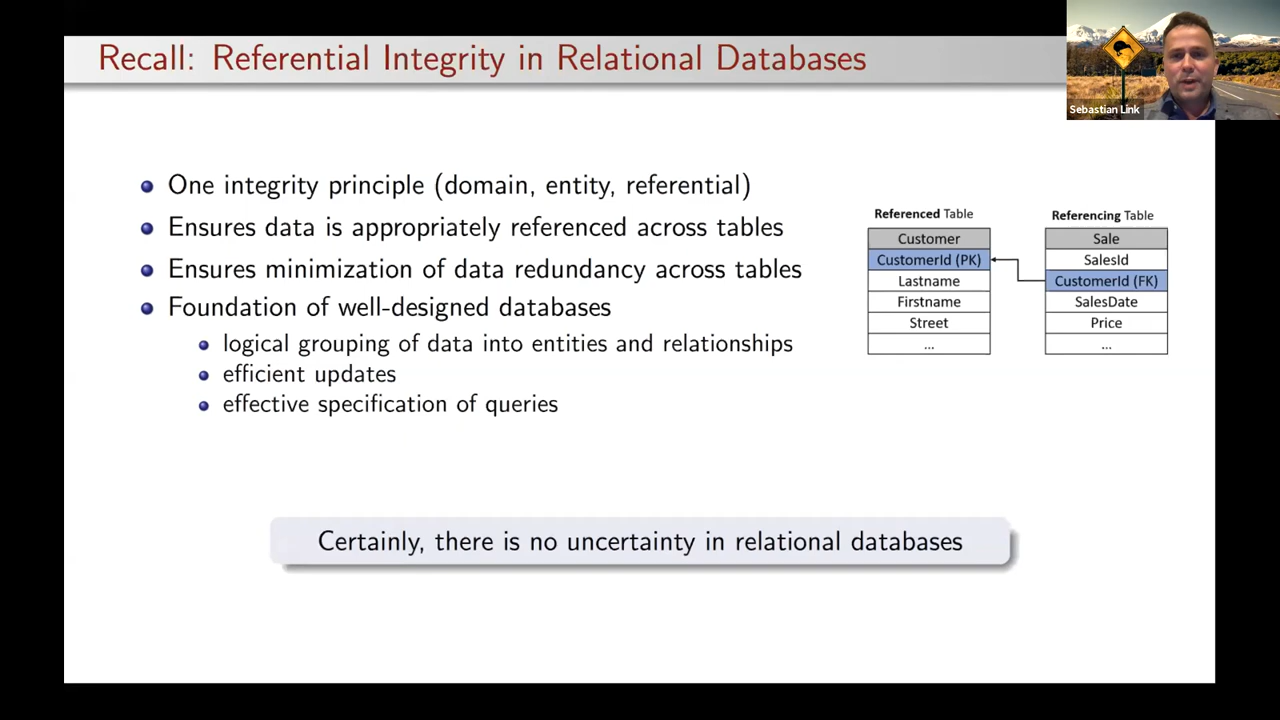 Recall: Referential Integrity in Relational Databases
Sebastian Link
One integrity principle (domain, entity, referential)
Ensures data is appropriately referenced across tables
Ensures minimization of data redundancy across tables
Foundation of well-designed databases
logical grouping of data into entities and relationships
efficient updates
effective specification of queries
Referenced Table
Customer
CustomerId (PK)
Lastname
Firstname
Street
...
Referencing Table
Sale
SalesId
CustomerId (FK)
SalesDate
Price
...
Certainly, there is no uncertainty in relational databases